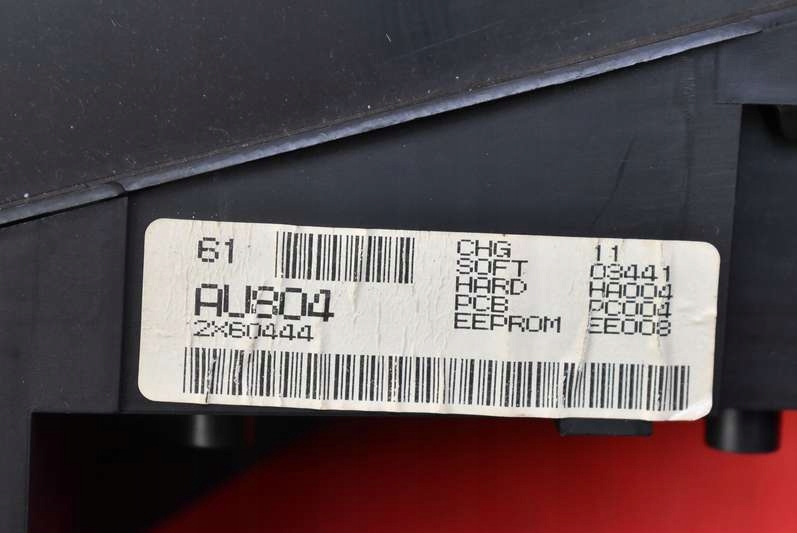 61
AU804
2X60444
CHG 11
SOFT 03441
HARD HA004
PCB PC004
EEPROM EE008